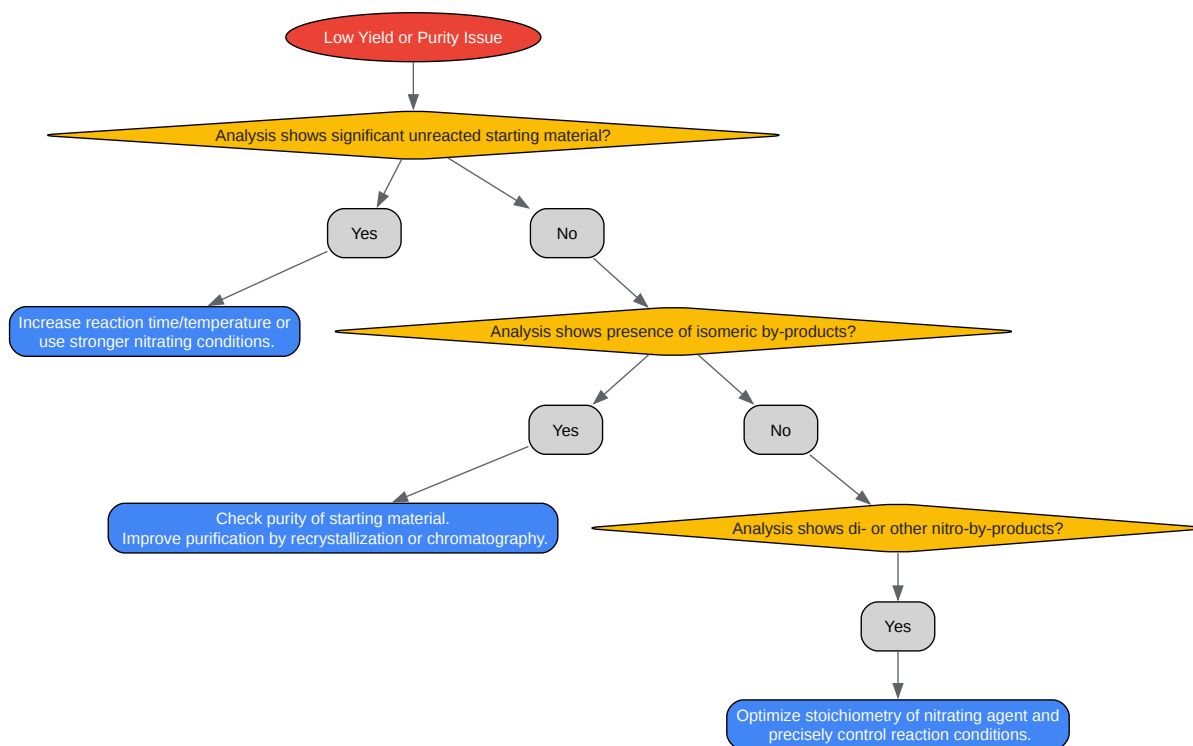 Low Yield or Purity Issue
Analysis shows significant unreacted starting material?
Yes
No
Increase reaction time/temperature or
use stronger nitrating conditions.
Analysis shows presence of isomeric by-products?
Yes
No
Check purity of starting material.
Improve purification by recrystallization or chromatography.
Analysis shows di- or other nitro-by-products?
Yes
Optimize stoichiometry of nitrating agent and
precisely control reaction conditions.